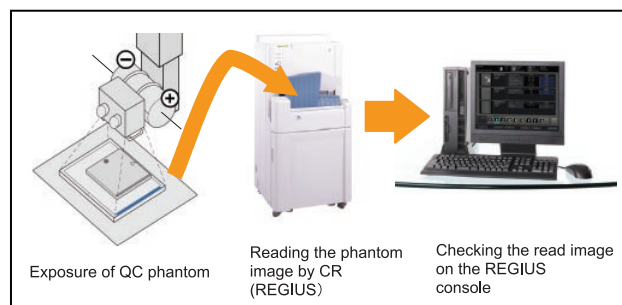 Exposure of QC phantom
Reading the phantom
image by CR
(REGIUS)
Checking the read image
on the REGIUS
console